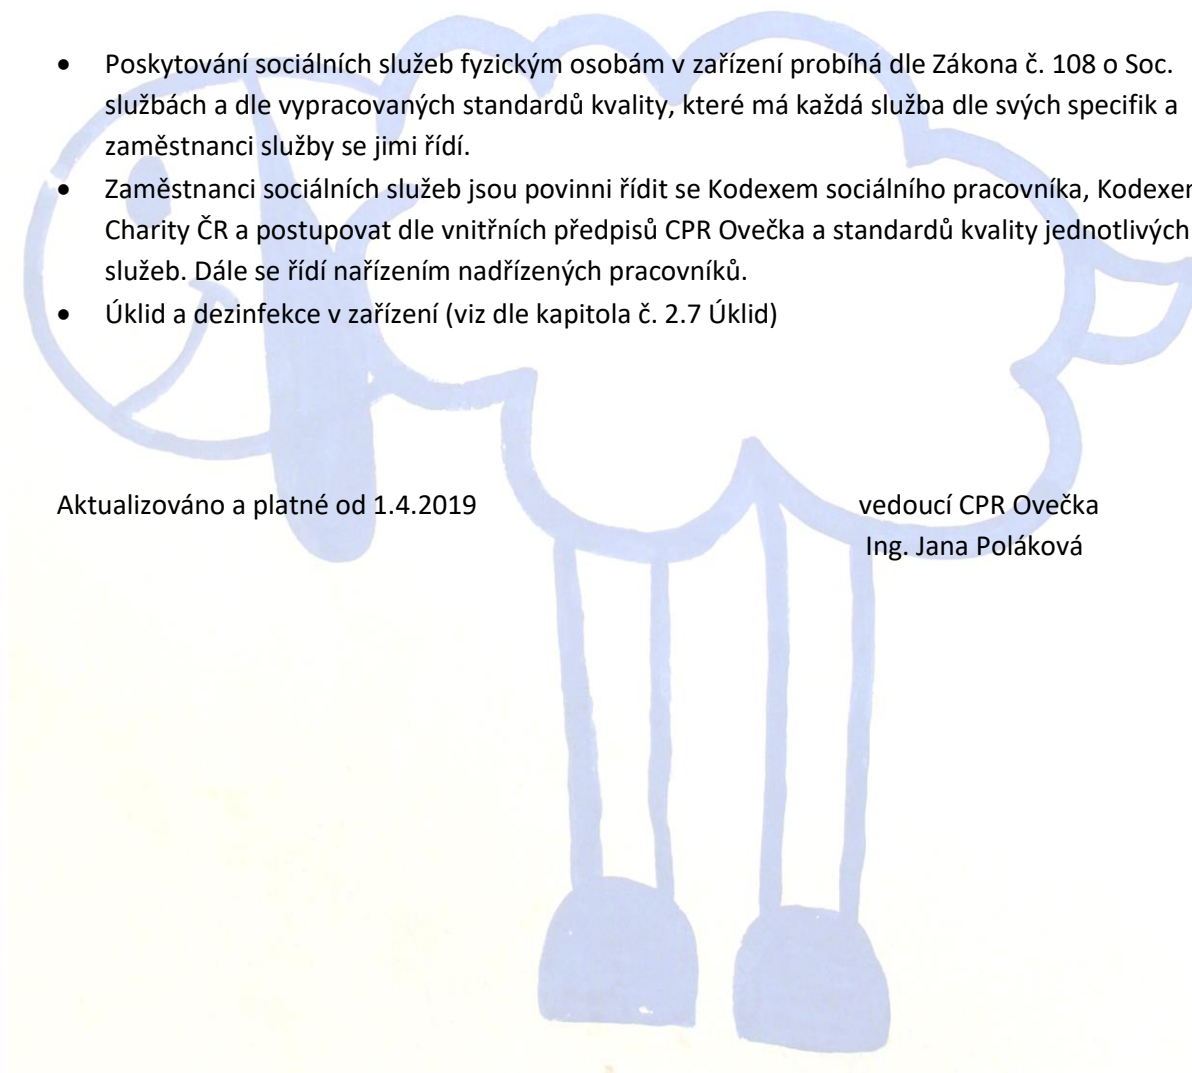 • Poskytování sociálních služeb fyzickým osobám v zařízení probíhá dle Zákona č. 108 o Soc.
službách a dle vypracovaných standardů kvality, které má každá služba dle svých specifik a
zaměstnanci služby se jimi řídí.
• Zaměstnanci sociálních služeb jsou povinni řídit se Kodexem sociálního pracovníka, Kodexem
Charity ČR a postupovat dle vnitřních předpisů CPR Ovečka a standardů kvality jednotlivých
služeb. Dále se řídí nařízením nadřízených pracovníků.
• Úklid a dezinfekce v zařízení (viz dle kapitola č. 2.7 Úklid)
Aktualizováno a platné od 1.4.2019 vedoucí CPR Ovečka
Ing. Jana Poláková